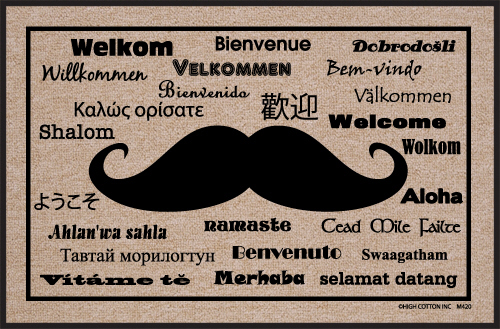 Welkom Bienvenue Dobrodošli
Willkommen VELKOMMEN Bem-vindo
Bienvenido Välkommen
Καλώς ορίσατε 歡迎 Welcome
Shalom Wolkom
ようこそ Aloha
Ahlan'wa sahla namaste Cead Mile Failte
Тавтай морилогтун Benvenuto Swaagatham
Vítáme tě Merhaba selamat datang
©HIGH COTTON INC M420